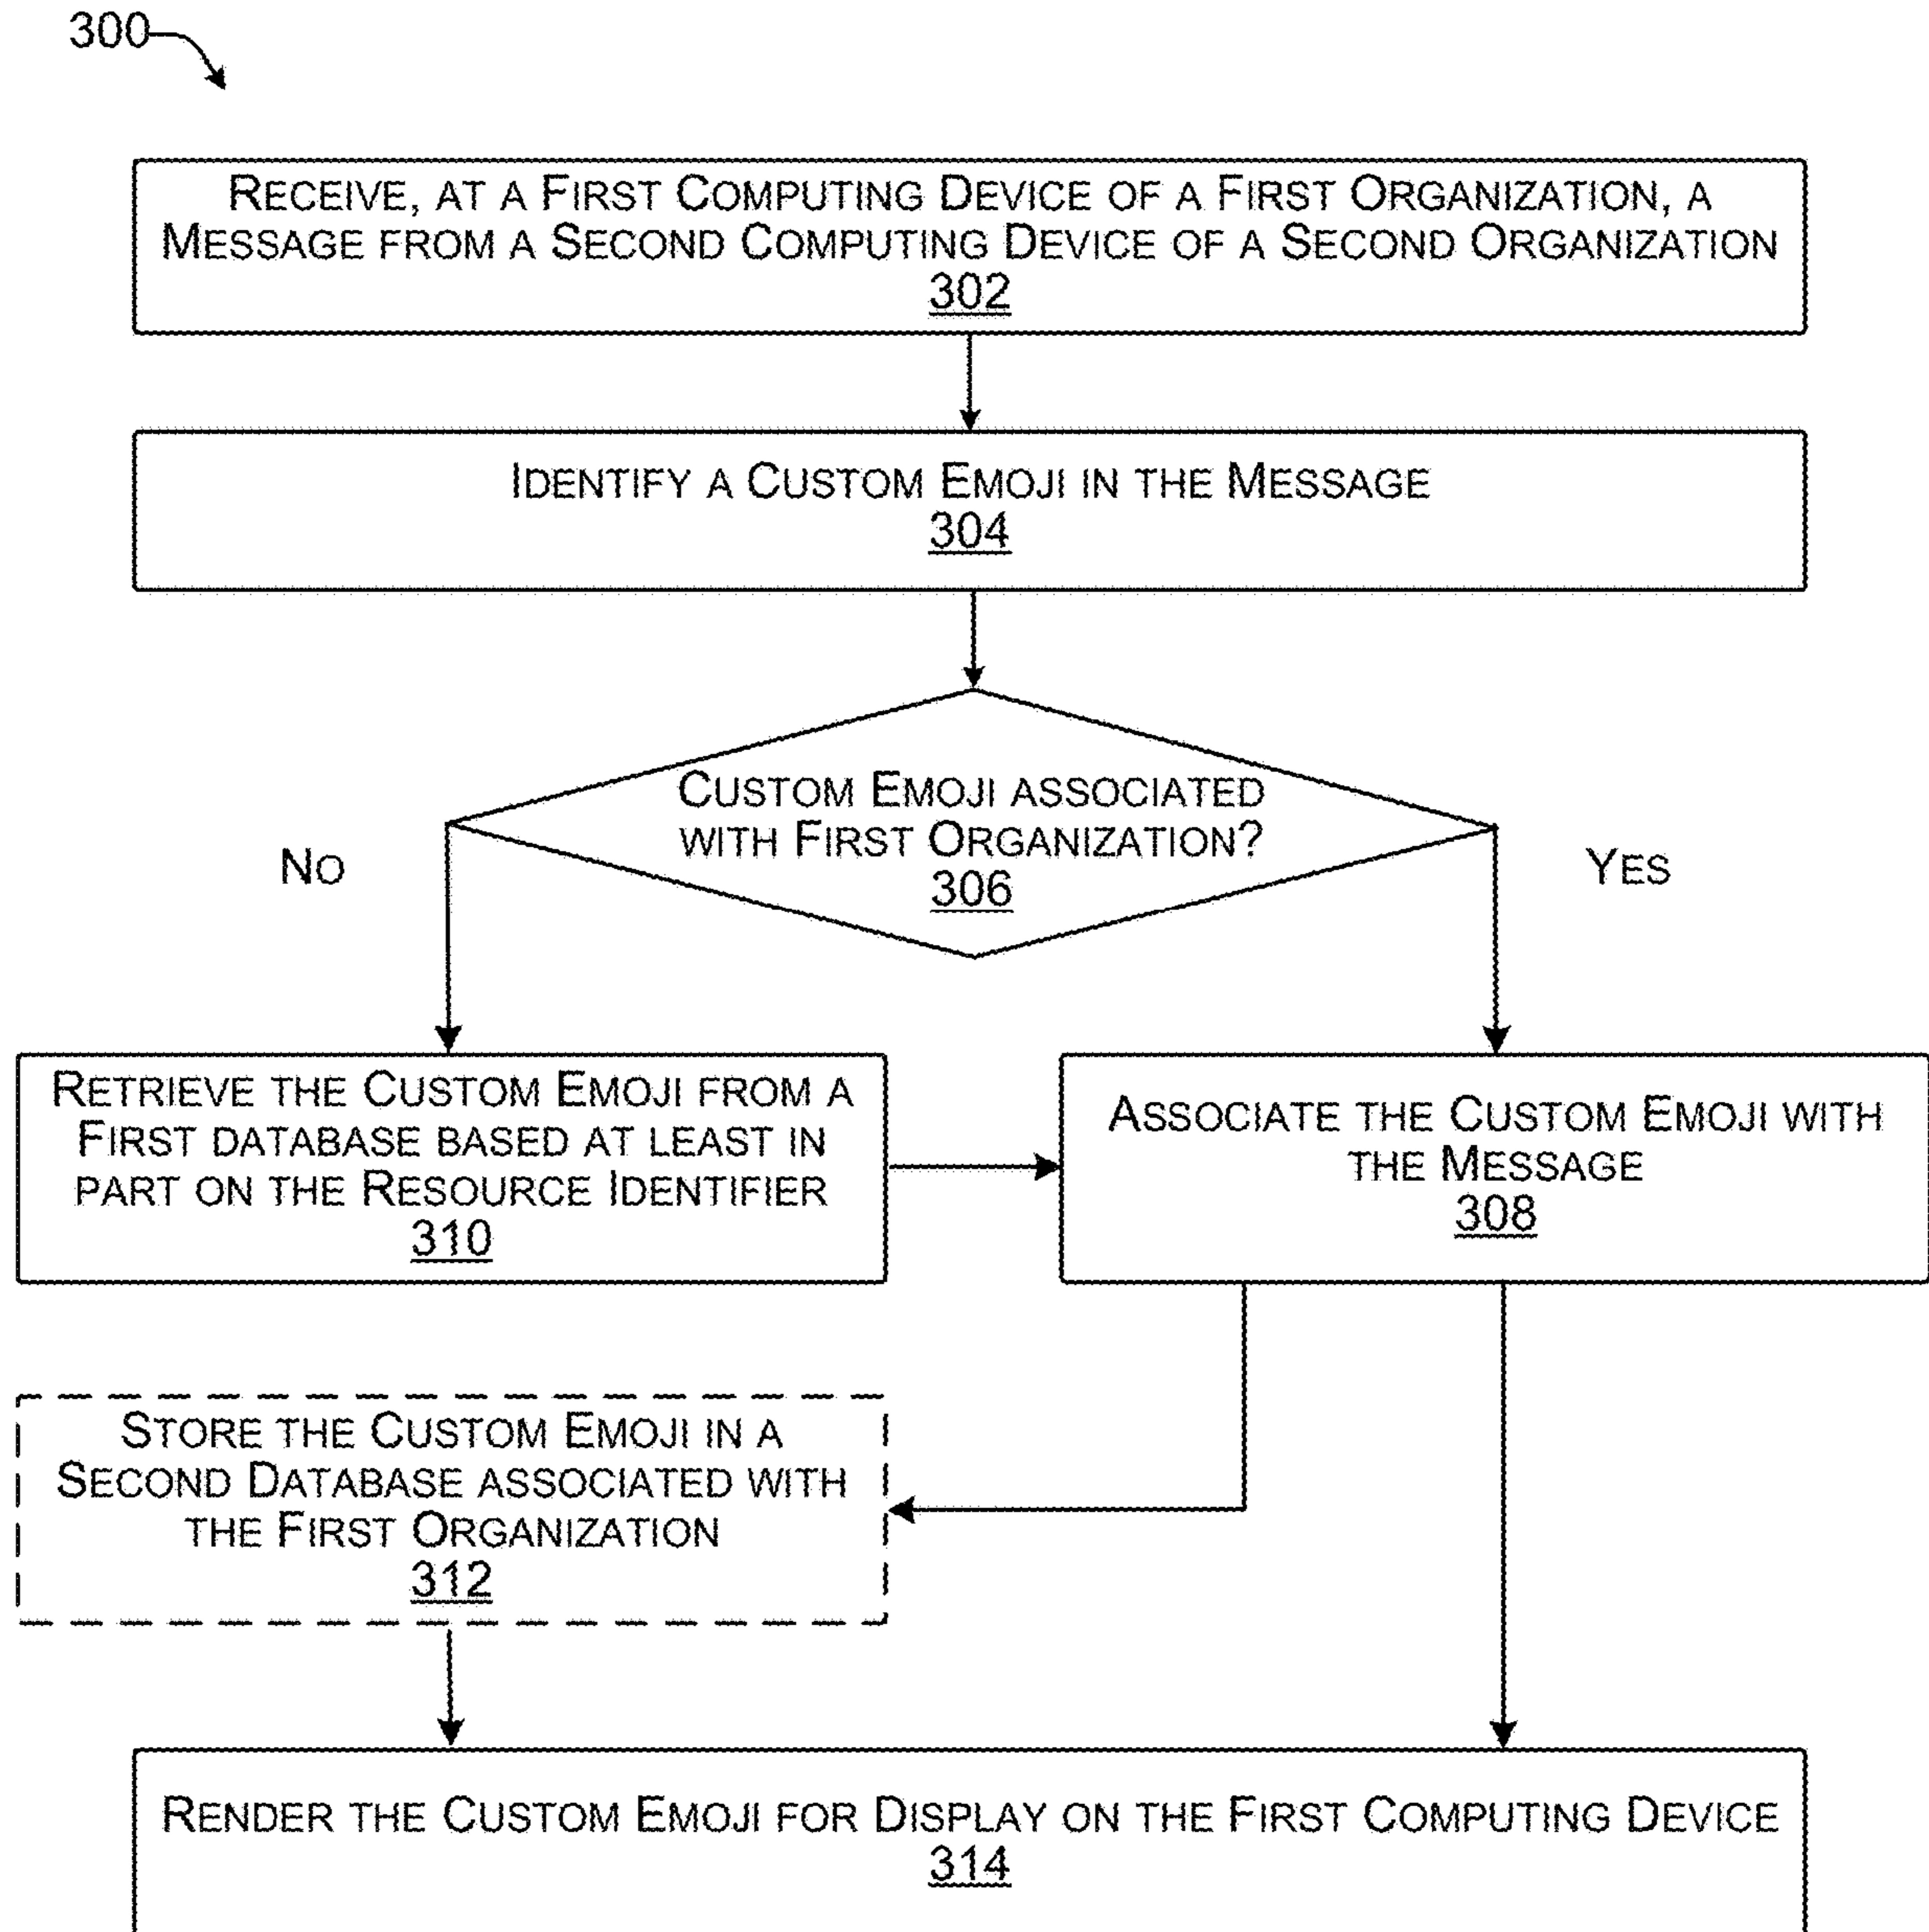 300
RECEIVE, AT A FIRST COMPUTING DEVICE OF A FIRST ORGANIZATION, A
MESSAGE FROM A SECOND COMPUTING DEVICE OF A SECOND ORGANIZATION
302
IDENTIFY A CUSTOM EMOJI IN THE MESSAGE
304
CUSTOM EMOJI ASSOCIATED
WITH FIRST ORGANIZATION?
306
NO
YES
RETRIEVE THE CUSTOM EMOJI FROM A
FIRST DATABASE BASED AT LEAST IN
PART ON THE RESOURCE IDENTIFIER
310
ASSOCIATE THE CUSTOM EMOJI WITH
THE MESSAGE
308
STORE THE CUSTOM EMOJI IN A
SECOND DATABASE ASSOCIATED WITH
THE FIRST ORGANIZATION
312
RENDER THE CUSTOM EMOJI FOR DISPLAY ON THE FIRST COMPUTING DEVICE
314